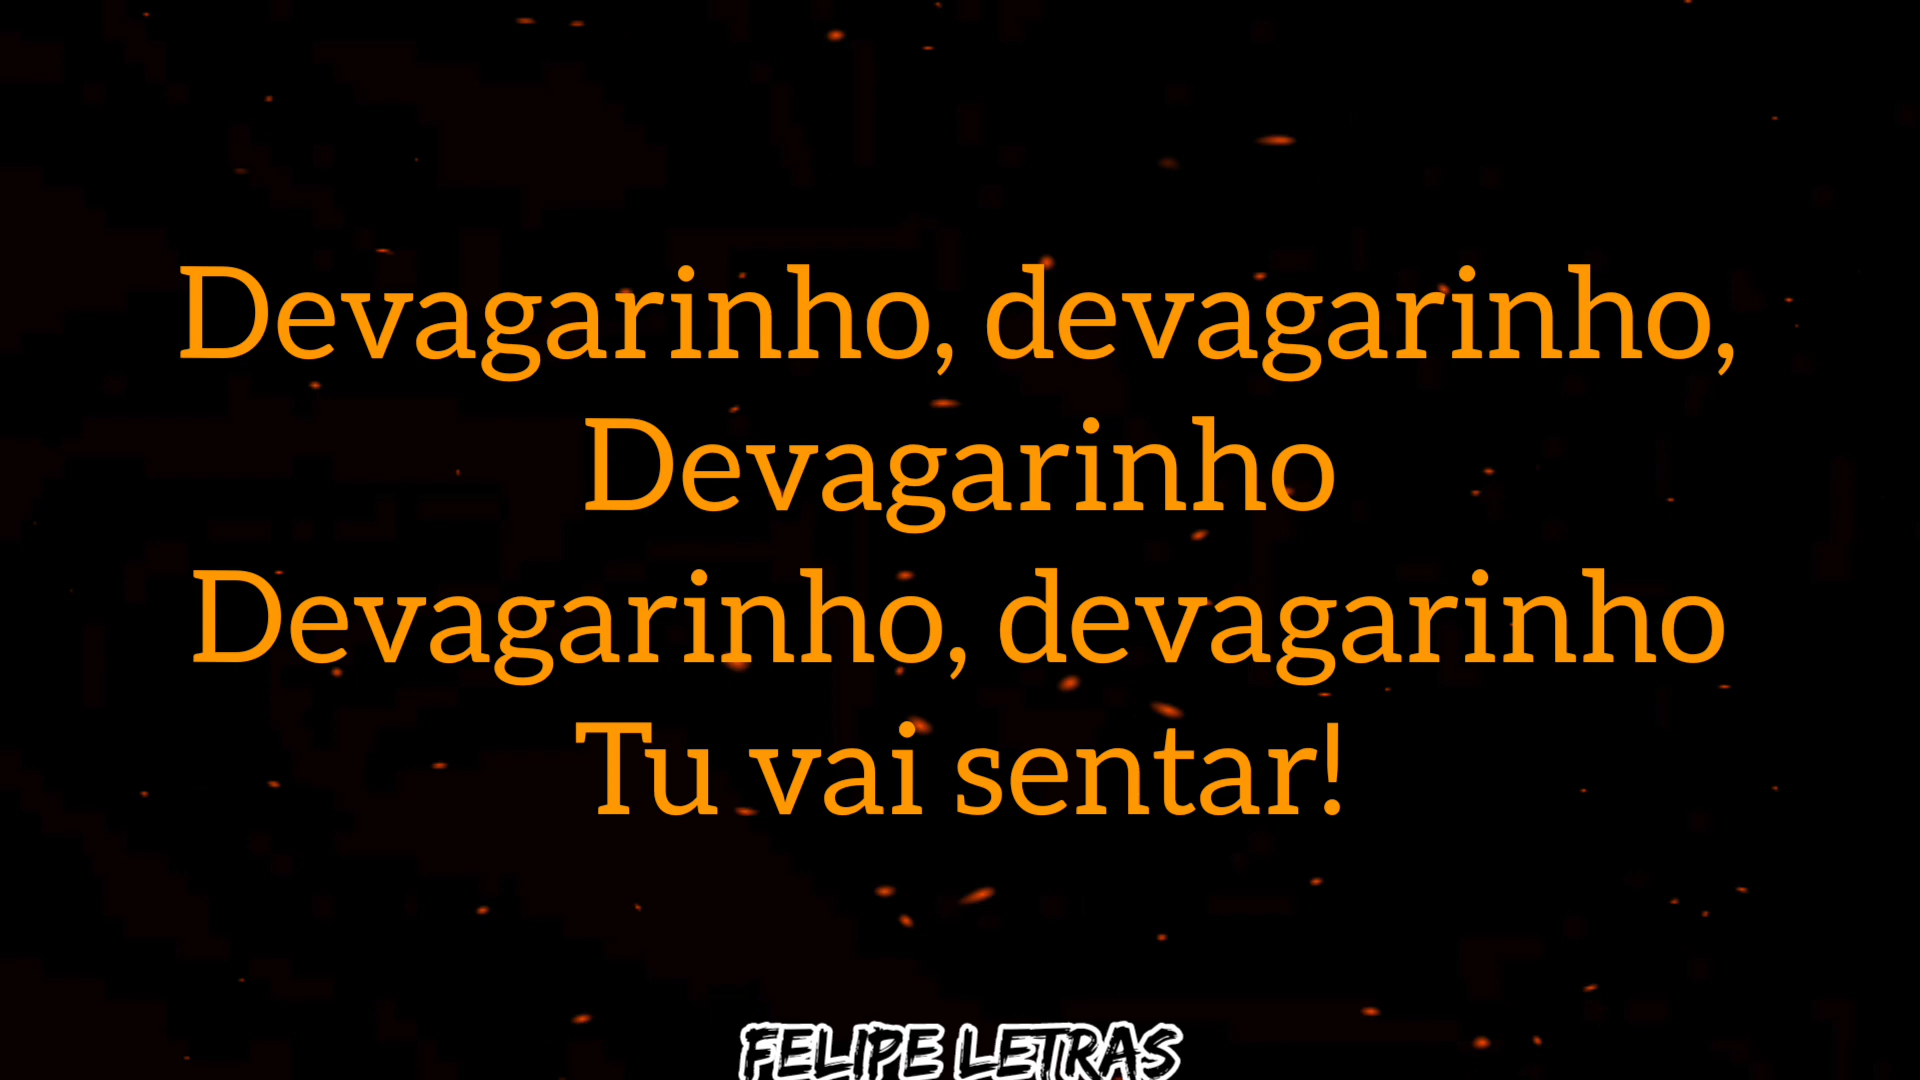 Devagarinho, devagarinho,
Devagarinho
Devagarinho, devagarinho
Tu vai sentar!
FELIPE LETRAS